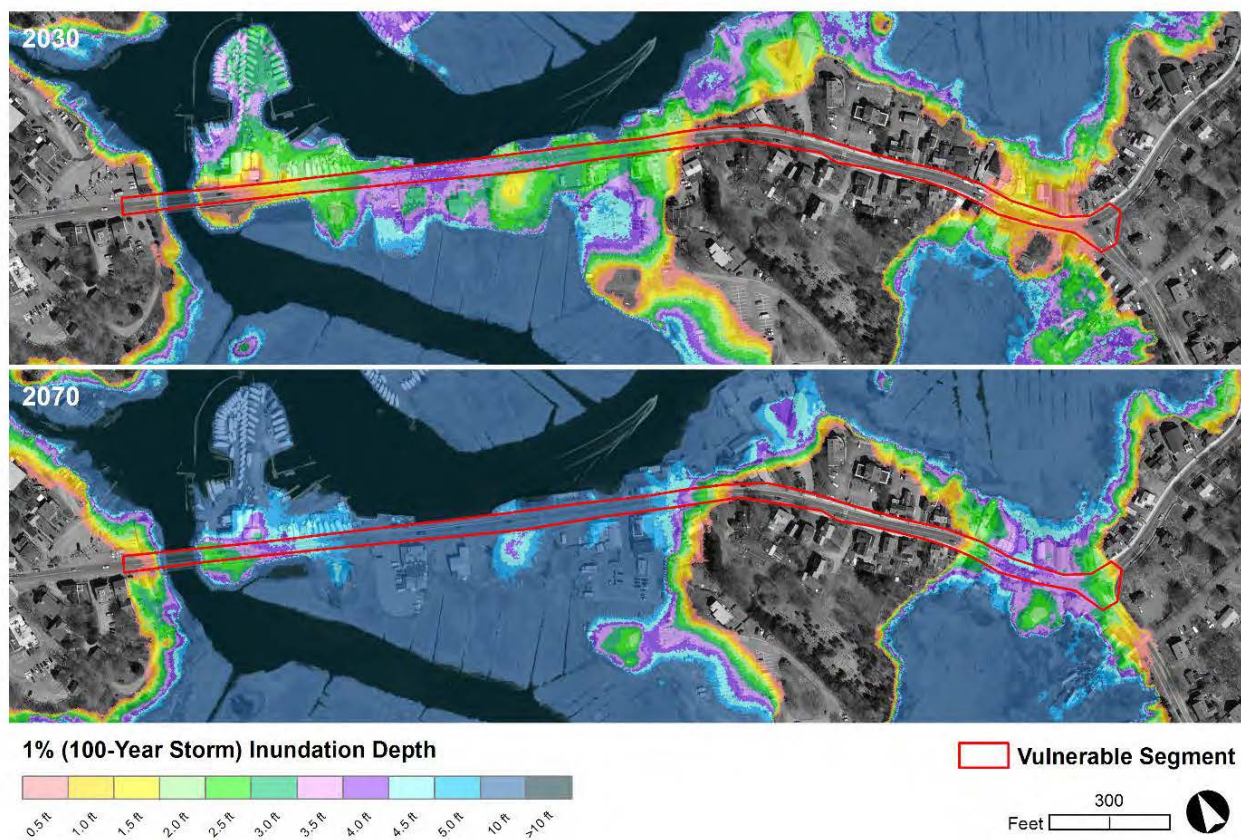 2030
2070
1% (100-Year Storm) Inundation Depth
0.5 ft
1.0 ft
1.5 ft
2.0 ft
2.5 ft
3.0 ft
3.5 ft
4.0 ft
4.5 ft
5.0 ft
10 ft
>10 ft
Vulnerable Segment
300
Feet